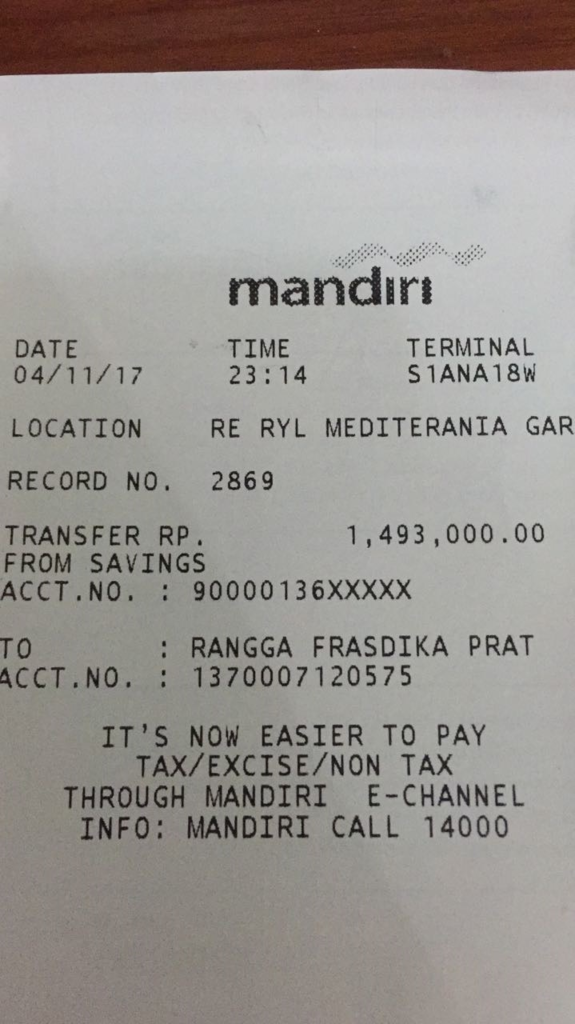 mandiri
DATE TIME TERMINAL
04/11/17 23:14 S1ANA18W
LOCATION RE RYL MEDITERANIA GAR
RECORD NO. 2869
TRANSFER RP. 1,493,000.00
FROM SAVINGS
ACCT.NO. : 90000136XXXXX
TO : RANGGA FRASDIKA PRAT
ACCT.NO. : 1370007120575
IT'S NOW EASIER TO PAY
TAX/EXCISE/NON TAX
THROUGH MANDIRI E-CHANNEL
INFO: MANDIRI CALL 14000